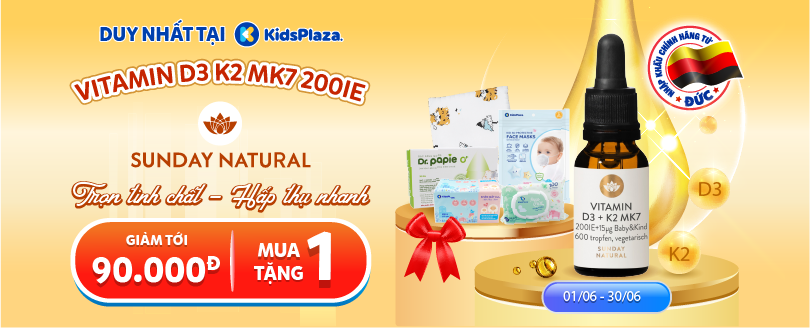 DUY NHẤT TẠI KidsPlaza.
VITAMIN D3 K2 MK7 200IE
SUNDAY NATURAL
Trọn tinh chất – Hấp thụ nhanh
GIẢM TỚI
90.000Đ
MUA
TẶNG
1
NHẬP KHẨU CHÍNH HÃNG TỪ
ĐỨC
Dr. papie
FACE MASKS
VITAMIN
D3 + K2 MK7
200IE+15µg Baby&Kind
600 tropfen, vegetarisch
SUNDAY
NATURAL
D3
K2
01/06 - 30/06